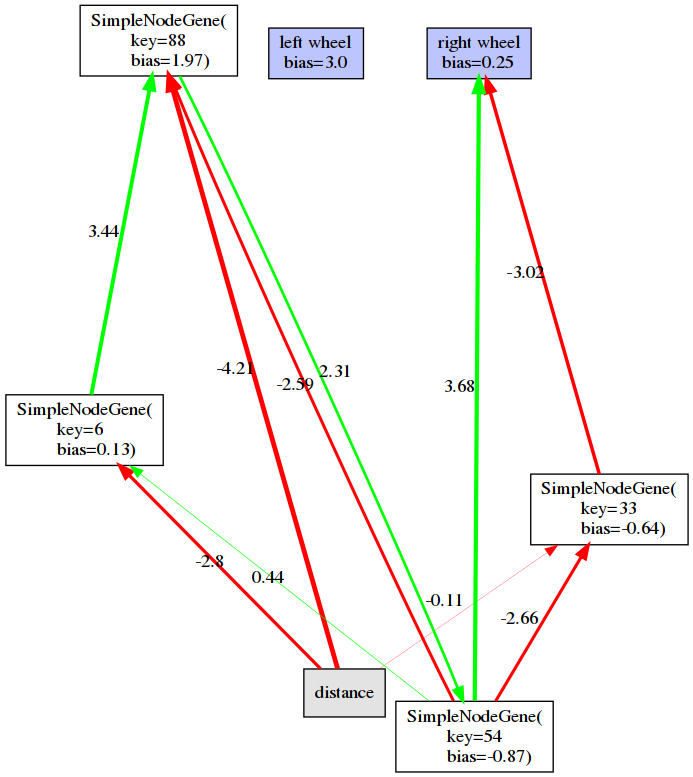 SimpleNodeGene(
key=88
bias=1.97)
left wheel
bias=3.0
right wheel
bias=0.25
3.44
-3.02
-4.21
-2.59
2.31
3.68
SimpleNodeGene(
key=6
bias=0.13)
SimpleNodeGene(
key=33
bias=-0.64)
-2.8
0.44
-0.11
-2.66
distance
SimpleNodeGene(
key=54
bias=-0.87)